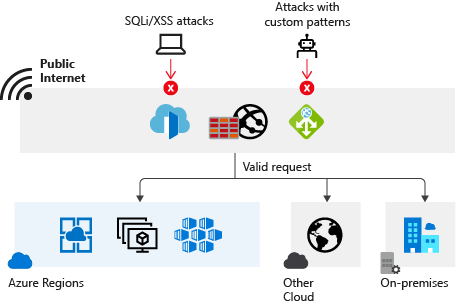 SQLi/XSS attacks
Attacks with
custom patterns
Public
Internet
X
X
Valid request
Azure Regions
Other
Cloud
On-premises